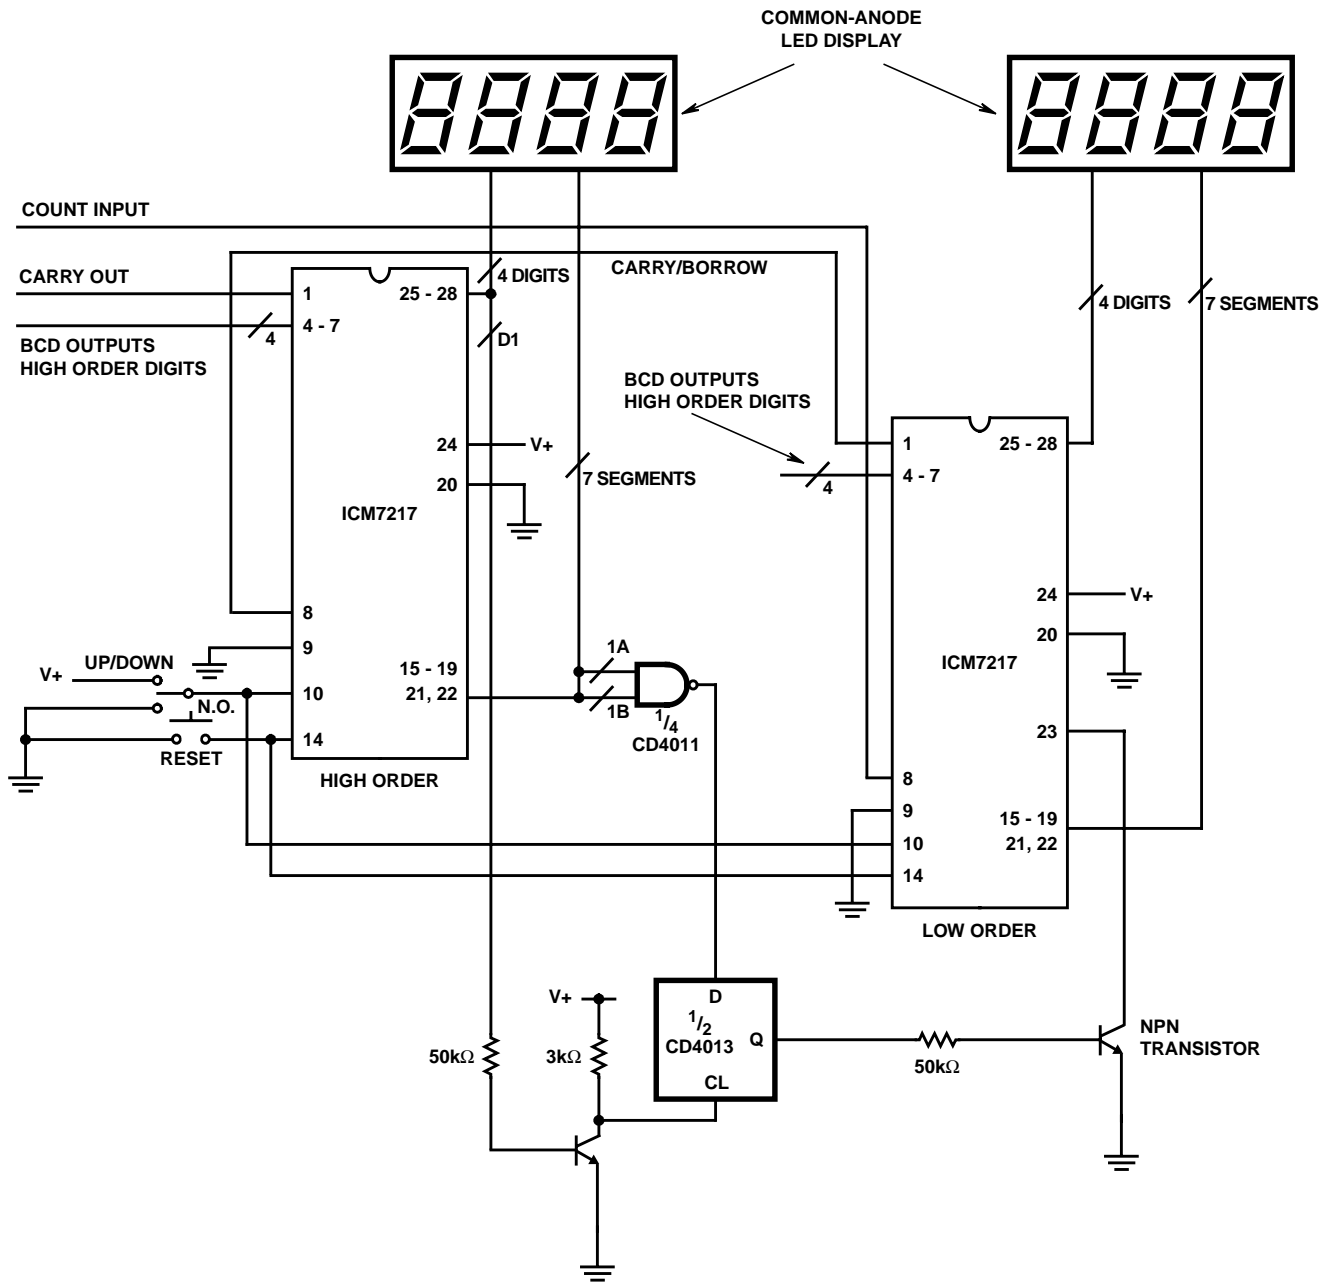 COMMON-ANODE
LED DISPLAY
COUNT INPUT
CARRY OUT
BCD OUTPUTS
HIGH ORDER DIGITS
4
4 DIGITS
D1
CARRY/BORROW
7 SEGMENTS
1
4 - 7
8
9
10
14
25 - 28
24
V+
20
ICM7217
15 - 19
21, 22
HIGH ORDER
V+
UP/DOWN
N.O.
RESET
1A
1B
1/4
CD4011
BCD OUTPUTS
HIGH ORDER DIGITS
4
4 DIGITS
7 SEGMENTS
1
4 - 7
8
9
10
14
25 - 28
24
V+
20
ICM7217
23
15 - 19
21, 22
LOW ORDER
50kΩ
V+
3kΩ
D
1/2
CD4013
Q
CL
50kΩ
NPN
TRANSISTOR